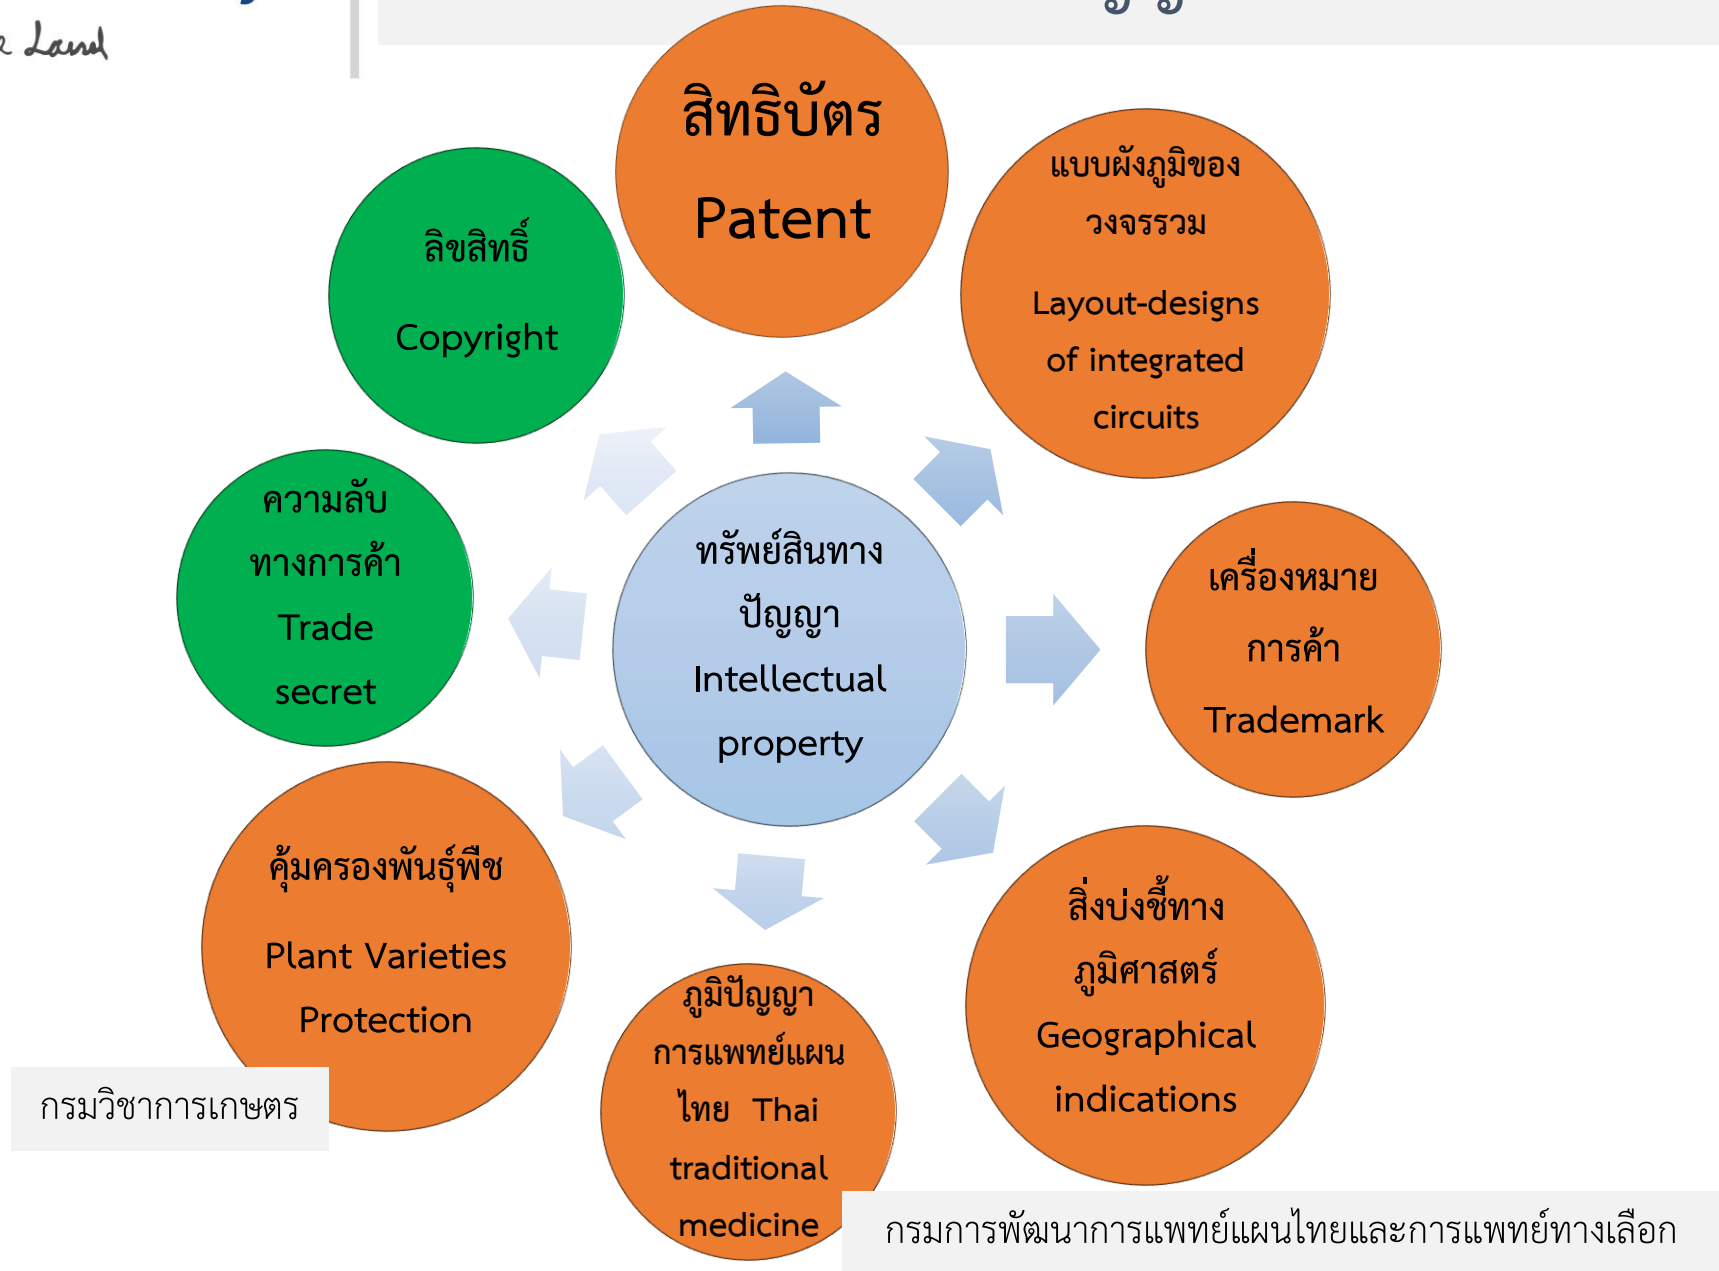 สิทธิบัตร
Patent
แบบผังภูมิของ
วงจรรวม
Layout-designs
of integrated
circuits
ลิขสิทธิ์
Copyright
ความลับ
ทางการค้า
Trade
secret
ทรัพย์สินทาง
ปัญญา
Intellectual
property
เครื่องหมาย
การค้า
Trademark
คุ้มครองพันธุ์พืช
Plant Varieties
Protection
กรมวิชาการเกษตร
สิ่งบ่งชี้ทาง
ภูมิศาสตร์
Geographical
indications
ภูมิปัญญา
การแพทย์แผน
ไทย Thai
traditional
medicine
กรมการพัฒนาการแพทย์แผนไทยและการแพทย์ทางเลือก